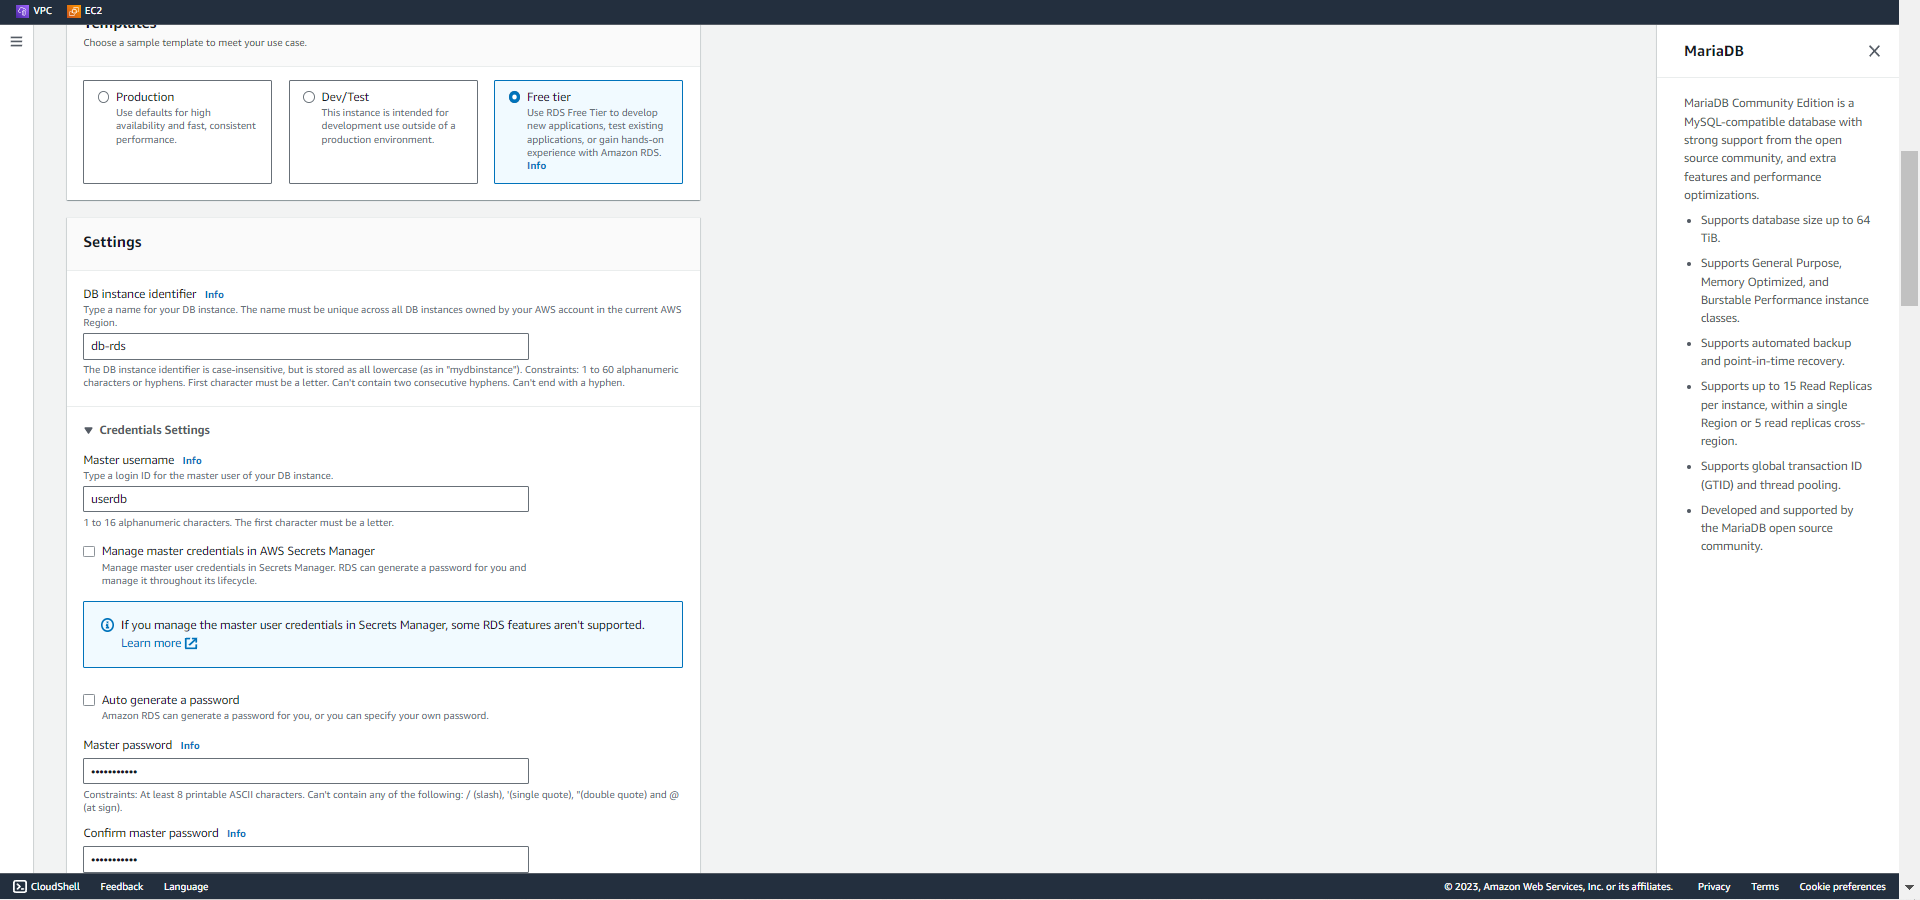 VPC
EC2
Templates
Choose a sample template to meet your use case.
Production
Use defaults for high
availability and fast, consistent
performance.
Dev/Test
This instance is intended for
development use outside of a
production environment.
Free tier
Use RDS Free Tier to develop
new applications, test existing
applications, or gain hands-on
experience with Amazon RDS.
Info
Settings
DB instance identifier Info
Type a name for your DB instance. The name must be unique across all DB instances owned by your AWS account in the current AWS
Region.
db-rds
The DB instance identifier is case-insensitive, but is stored as all lowercase (as in "mydbinstance"). Constraints: 1 to 60 alphanumeric
characters or hyphens. First character must be a letter. Can't contain two consecutive hyphens. Can't end with a hyphen.
Credentials Settings
Master username Info
Type a login ID for the master user of your DB instance.
userdb
1 to 16 alphanumeric characters. The first character must be a letter.
Manage master credentials in AWS Secrets Manager
Manage master user credentials in Secrets Manager. RDS can generate a password for you and
manage it throughout its lifecycle.
If you manage the master user credentials in Secrets Manager, some RDS features aren't supported.
Learn more
Auto generate a password
Amazon RDS can generate a password for you, or you can specify your own password.
Master password Info
•••••••••••
Constraints: At least 8 printable ASCII characters. Can't contain any of the following: / (slash), '(single quote), "(double quote) and @
(at sign).
Confirm master password Info
•••••••••••
MariaDB
MariaDB Community Edition is a
MySQL-compatible database with
strong support from the open
source community, and extra
features and performance
optimizations.
• Supports database size up to 64
TiB.
• Supports General Purpose,
Memory Optimized, and
Burstable Performance instance
classes.
• Supports automated backup
and point-in-time recovery.
• Supports up to 15 Read Replicas
per instance, within a single
Region or 5 read replicas cross-
region.
• Supports global transaction ID
(GTID) and thread pooling.
• Developed and supported by
the MariaDB open source
community.
CloudShell Feedback Language
© 2023, Amazon Web Services, Inc. or its affiliates. Privacy Terms Cookie preferences